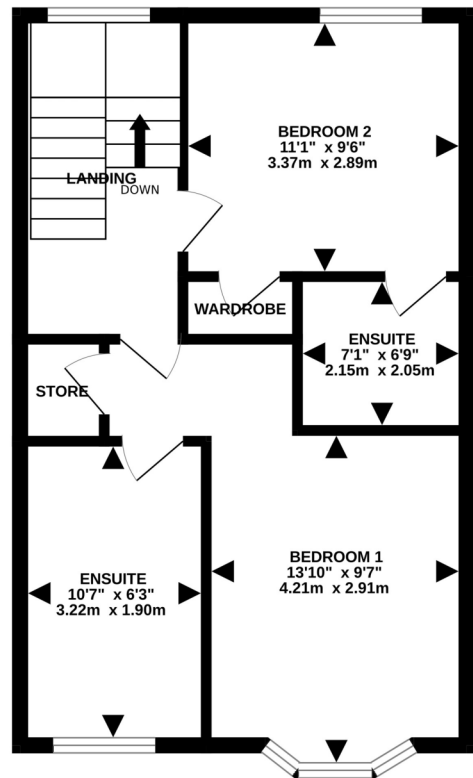 BEDROOM 2
11'1" x 9'6"
3.37m x 2.89m
LANDING
DOWN
WARDROBE
ENSUITE
7'1" x 6'9"
2.15m x 2.05m
STORE
BEDROOM 1
13'10" x 9'7"
4.21m x 2.91m
ENSUITE
10'7" x 6'3"
3.22m x 1.90m